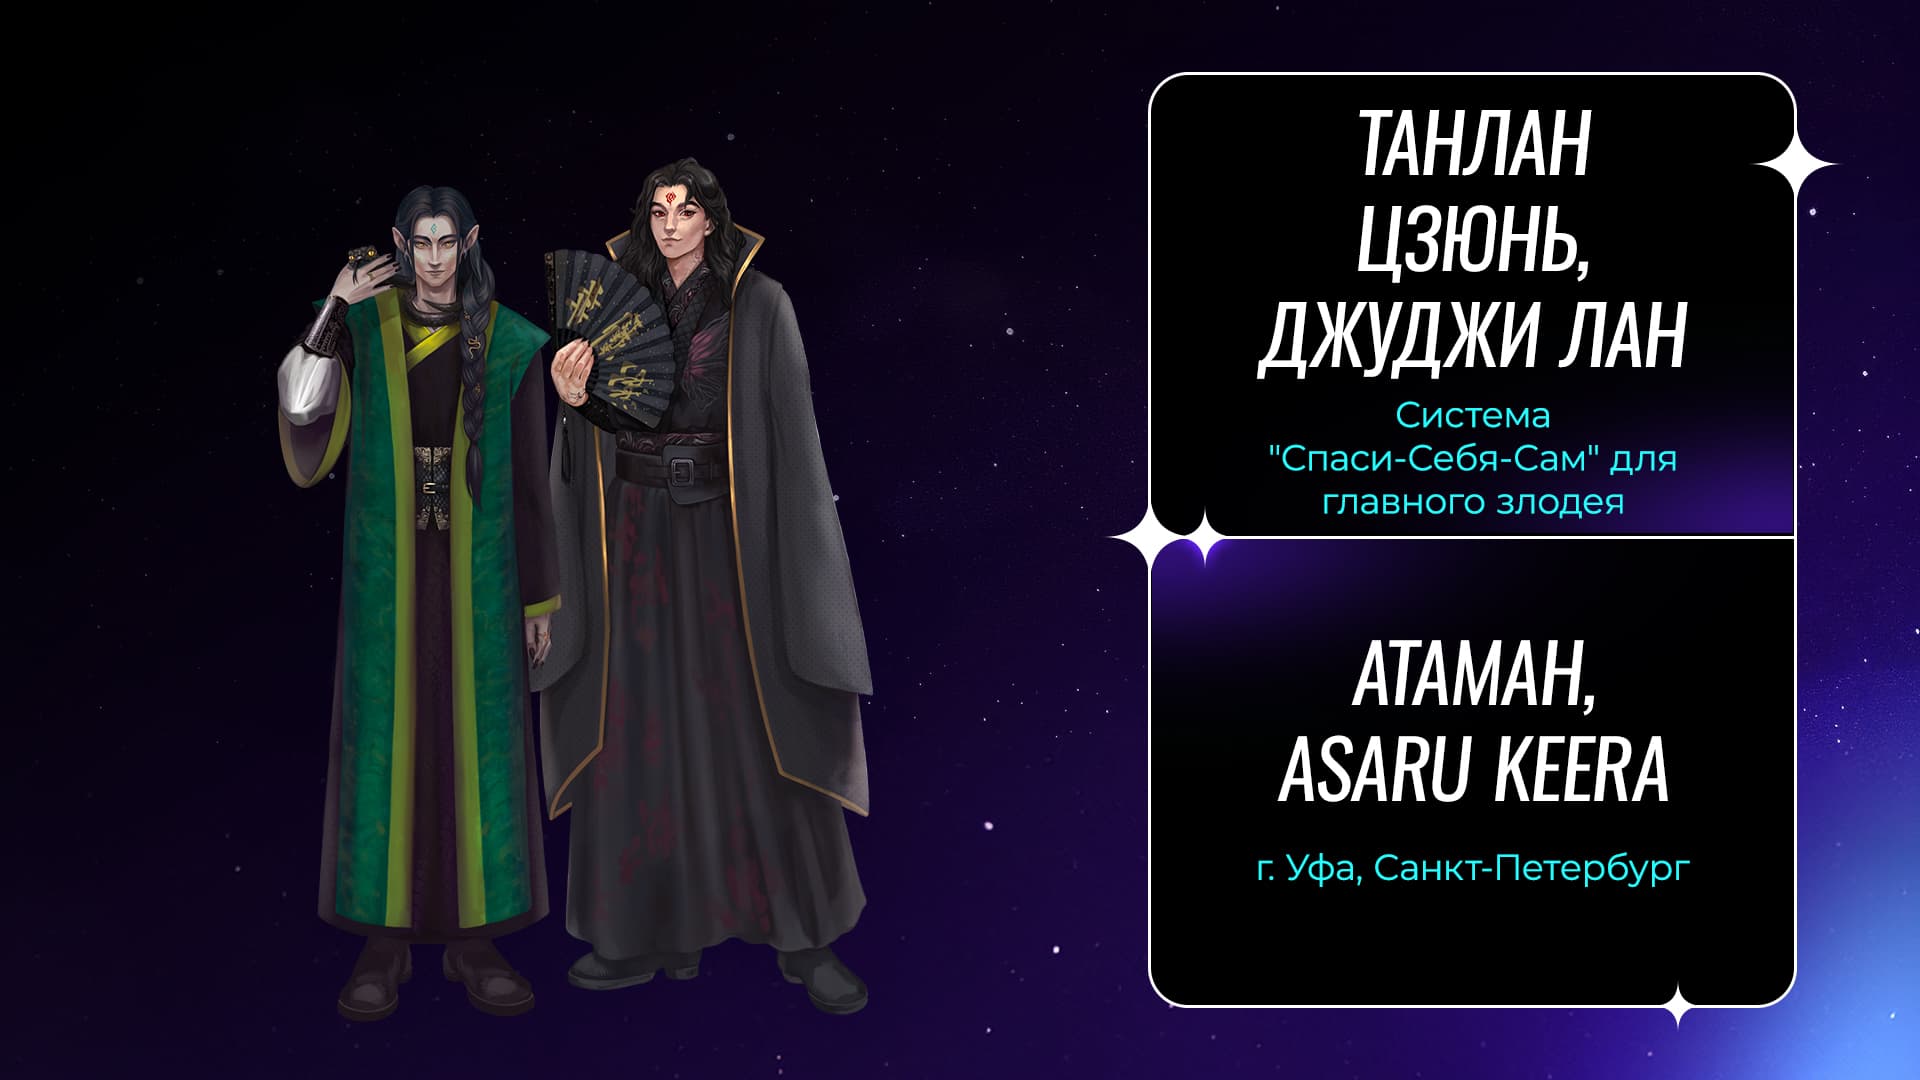 ТАНЛАН
ЦЗЮНЬ,
ДЖУДЖИ ЛАН
Система
"Спаси-Себя-Сам" для
главного злодея
АТАМАН,
ASARU KEERA
г. Уфа, Санкт-Петербург